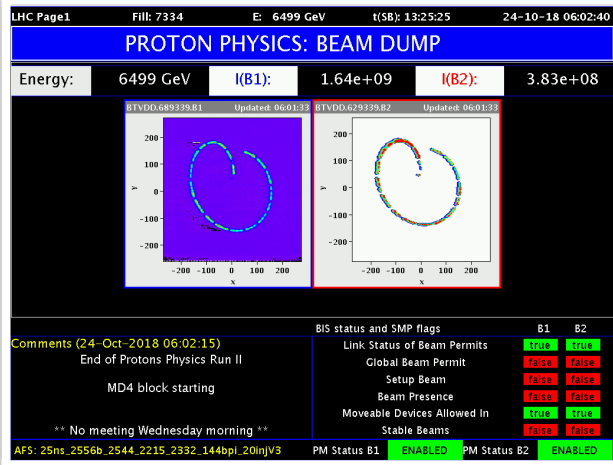 LHC Page1 Fill: 7334 E: 6499 GeV t(SB): 13:25:25 24-10-18 06:02:40
PROTON PHYSICS: BEAM DUMP
Energy: 6499 GeV I(B1): 1.64e+09 I(B2): 3.83e+08
BTVDD.689339.B1 Updated: 06:01:33 BTVDD.629339.B2 Updated: 06:01:33
200 200
100 100
Y 0 Y 0
-100 -100
-200 -200
-200 -100 0 100 200 -200 -100 0 100 200
X X
BIS status and SMP flags B1 B2
Comments (24-Oct-2018 06:02:15) Link Status of Beam Permits true true
End of Protons Physics Run II Global Beam Permit false false
Setup Beam false false
MD4 block starting
Beam Presence false false
Moveable Devices Allowed In true true
** No meeting Wednesday morning ** Stable Beams false false
AFS: 25ns_2556b_2544_2215_2332_144bpi_20injV3 PM Status B1 ENABLED PM Status B2 ENABLED